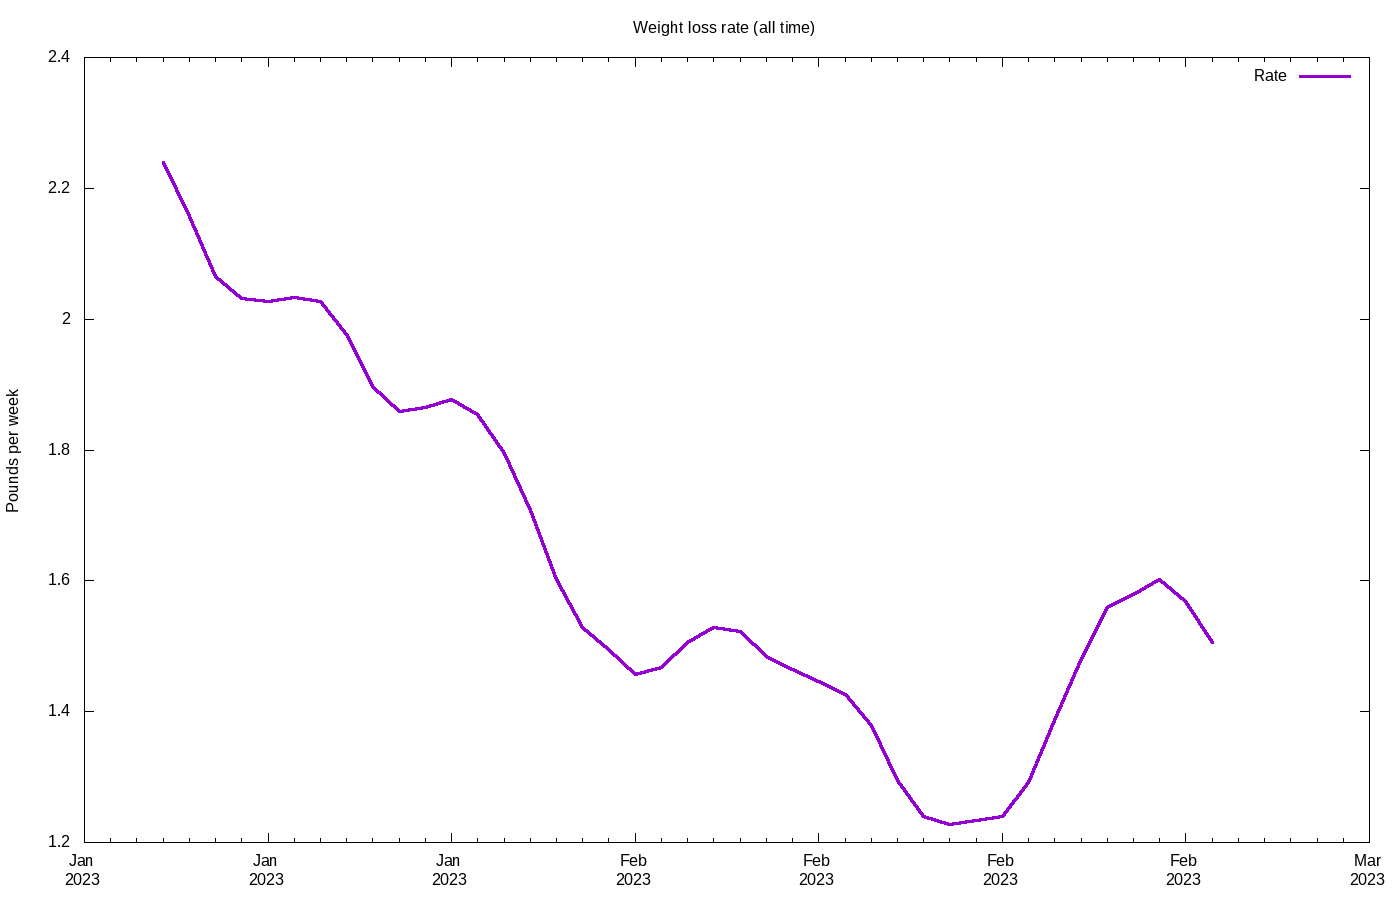 Weight loss rate (all time)
Rate
2.4
2.2
2
1.8
1.6
1.4
1.2
Pounds per week
Jan Jan Jan Feb Feb Feb Feb Mar
2023 2023 2023 2023 2023 2023 2023 2023